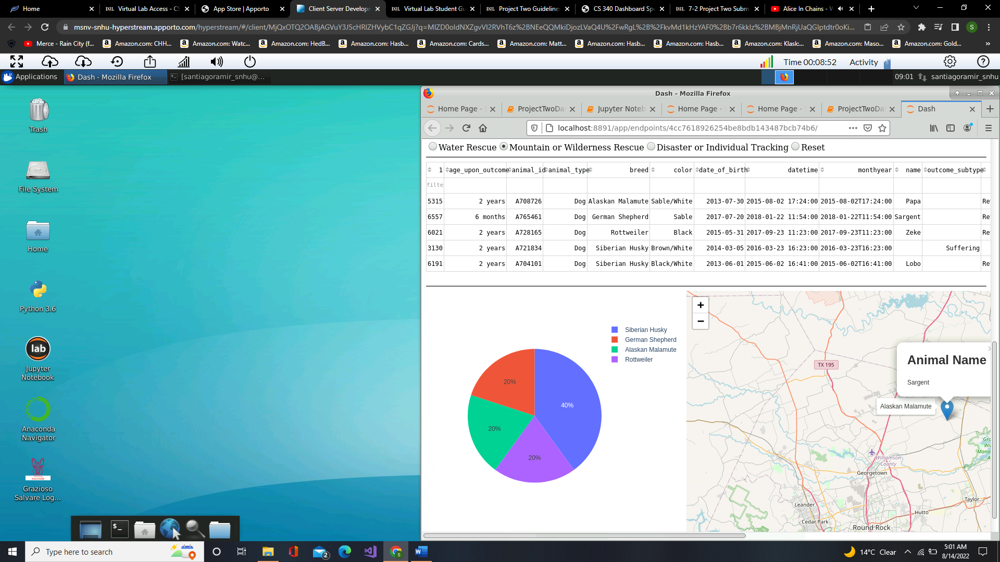 Home
Virtual Lab Access - CS
App Store | Apporto
Client Server Developm
Virtual Lab Student Gu
Project Two Guideline
CS 340 Dashboard Spe
7-2 Project Two Subm
Alice In Chains - W
msnv-snhu-hyperstream.apporto.com/hyperstream/#/client/
S
Merce - Rain City (f...
Amazon.com: CHH...
Amazon.com: Watc...
Amazon.com: HedB...
Amazon.com: Hasb...
Amazon.com: Cards...
Amazon.com: Matt...
Amazon.com: Hasb...
Amazon.com: Hasb...
Amazon.com: Klask:...
Amazon.com: Maso...
Amazon.com: Gold...
Time 00:08:52 Activity
Applications
Dash - Mozilla Firefox
[santiagoramir_snhu@...
09:01
santiagoramir_snhu
Dash - Mozilla Firefox
Home Page -
ProjectTwoDa
Jupyter Noteb
Home Page -
Home Page -
ProjectTwoDa
Dash
localhost:8891/app/endpoints/4cc7618926254be8bdb143487bcb74b6/
Water Rescue Mountain or Wilderness Rescue Disaster or Individual Tracking Reset
1 age_upon_outcome animal_id animal_type breed color date_of_birth datetime monthyear name outcome_subtype
filte
5315 2 years A708726 Dog Alaskan Malamute Sable/White 2013-07-30 2015-08-02 17:24:00 2015-08-02T17:24:00 Papa Re
6557 6 months A765461 Dog German Shepherd Sable 2017-07-20 2018-01-22 11:54:00 2018-01-22T11:54:00 Sargent Re
6021 2 years A728165 Dog Rottweiler Black 2015-05-31 2017-09-23 11:23:00 2017-09-23T11:23:00 Zeke Re
3130 2 years A721834 Dog Siberian Husky Brown/White 2014-03-05 2016-03-23 16:23:00 2016-03-23T16:23:00 Suffering
6191 2 years A704101 Dog Siberian Husky Black/White 2013-06-01 2015-06-02 16:41:00 2015-06-02T16:41:00 Lobo Re
Siberian Husky
German Shepherd
Alaskan Malamute
Rottweiler
20%
40%
20%
20%
+
−
TX 195
Animal Name
Sargent
Alaskan Malamute
Williamson
County
Georgetown
Gra
Mana
A
Leander
Taylor
Hutto
Cedar Park
Round Rock
Trash
File System
Home
Python 3.6
lab
Jupyter
Notebook
Anaconda
Navigator
Grazioso
Salvare Log...
Type here to search
2
14°C Clear
5:01 AM
8/14/2022